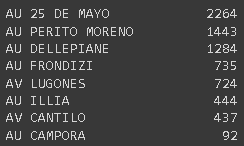 AU 25 DE MAYO 2264
AU PERITO MORENO 1443
AU DELLEPIANE 1284
AU FRONDIZI 735
AV LUGONES 724
AU ILLIA 444
AV CANTILO 437
AU CAMPORA 92